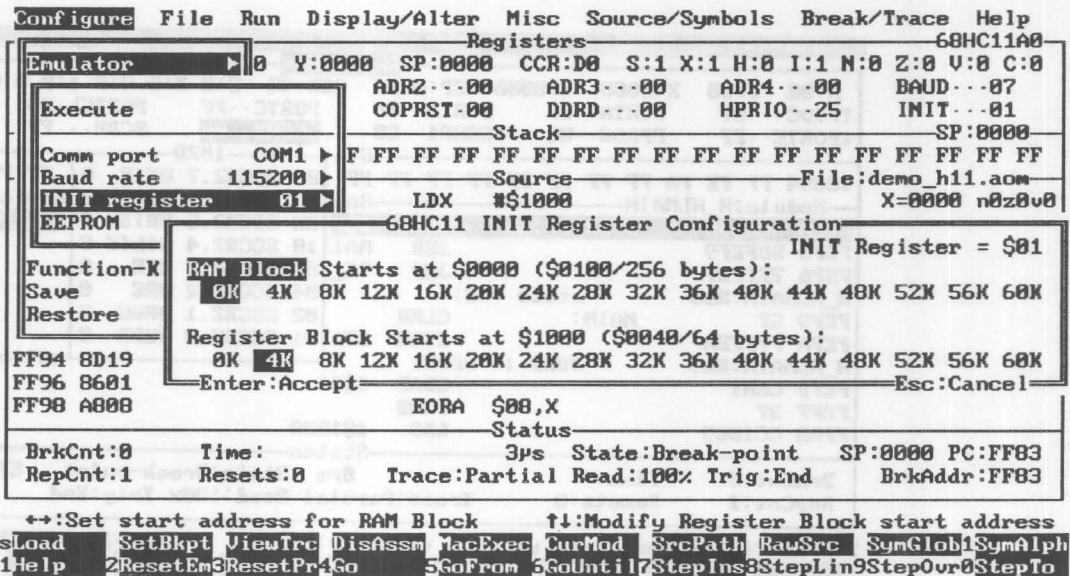 Configure File Run Display/Alter Misc Source/Symbols Break/Trace Help
Registers 68HC11A0
Emulator 0 Y:0000 SP:0000 CCR:D0 S:1 X:1 H:0 I:1 N:0 Z:0 V:0 C:0
ADR2··00 ADR3···00 ADR4···00 BAUD···07
Execute COPRST·00 DDRD···00 HPRIO··25 INIT···01
Stack SP:0000
Comm port COM1 FF FF FF FF FF FF FF FF FF FF FF FF FF FF FF FF FF FF FF FF
Baud rate 115200 Source File:demo_h11.aom
INIT register 01 LDX #$1000 X=0000 n0z0v0
EEPROM 68HC11 INIT Register Configuration
INIT Register = $01
Function K RAM Block Starts at $0000 ($0100/256 bytes):
Save 0K 4K 8K 12K 16K 20K 24K 28K 32K 36K 40K 44K 48K 52K 56K 60K
Restore
Register Block Starts at $1000 ($0040/64 bytes):
FF94 8D19 0K 4K 8K 12K 16K 20K 24K 28K 32K 36K 40K 44K 48K 52K 56K 60K
FF96 8601 Enter:Accept Esc:Cancel
FF98 A808 EORA $08,X
Status
BrkCnt:0 Time: 3µs State:Break-point SP:0000 PC:FF83
RepCnt:1 Resets:0 Trace:Partial Read:100% Trig:End BrkAddr:FF83
↔:Set start address for RAM Block ↑↓:Modify Register Block start address
sLoad SetBkpt ViewTrc DisAssm MacExec CurMod SrcPath RawSrc SymGlob1SymAlph
1Help 2ResetEm3ResetPr4Go 5GoFrom 6GoUntil7StepIns8StepLin9StepOvr0StepTo